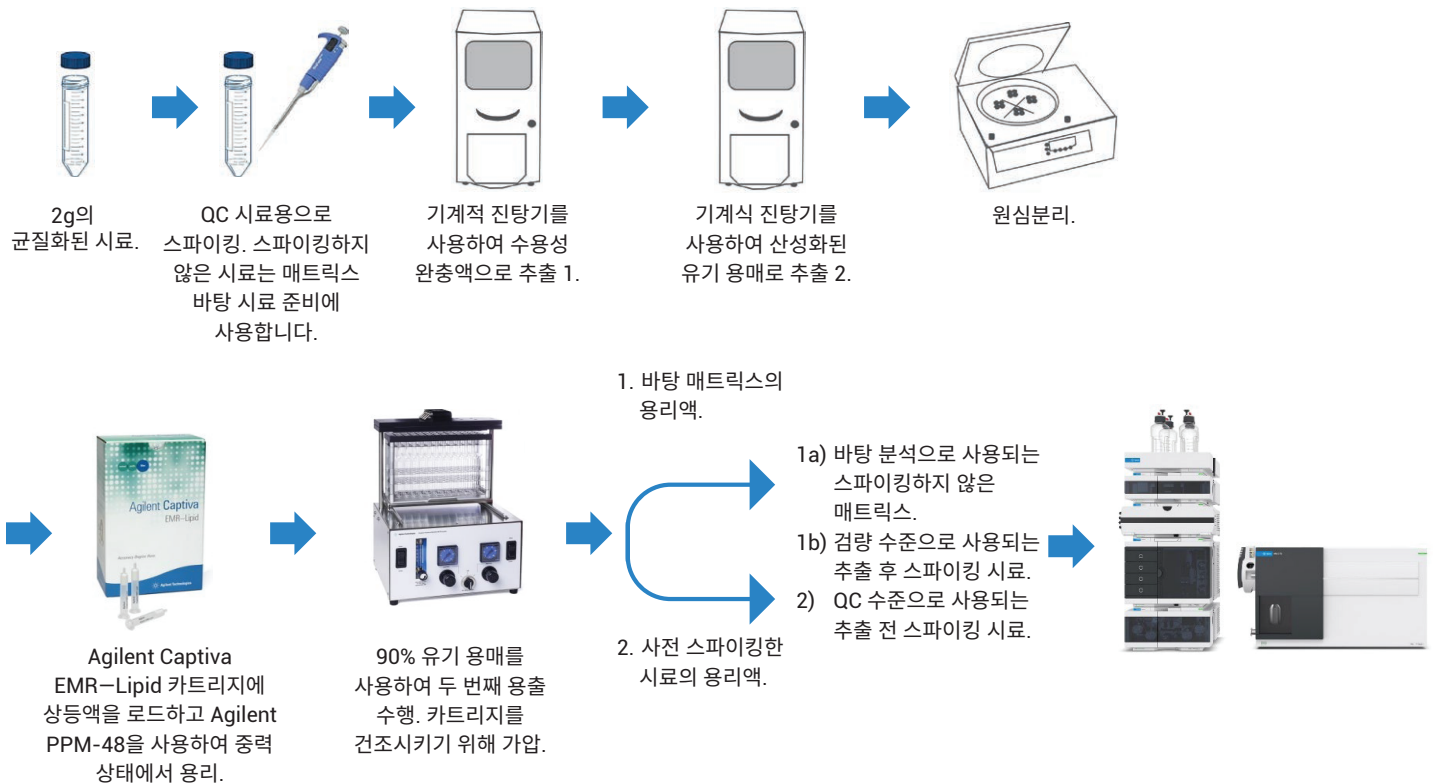 2g의
균질화된 시료.
QC 시료용으로
스파이킹. 스파이킹하지
않은 시료는 매트릭스
바탕 시료 준비에
사용합니다.
기계적 진탕기를
사용하여 수용성
완충액으로 추출 1.
기계식 진탕기를
사용하여 산성화된
유기 용매로 추출 2.
원심분리.
Agilent Captiva
EMR–Lipid
Agilent Technologies
Agilent Captiva
EMR–Lipid 카트리지에
상등액을 로드하고 Agilent
PPM-48을 사용하여 중력
상태에서 용리.
90% 유기 용매를
사용하여 두 번째 용출
수행. 카트리지를
건조시키기 위해 가압.
1. 바탕 매트릭스의
용리액.
2. 사전 스파이킹한
시료의 용리액.
1a) 바탕 분석으로 사용되는
스파이킹하지 않은
매트릭스.
1b) 검량 수준으로 사용되는
추출 후 스파이킹 시료.
2) QC 수준으로 사용되는
추출 전 스파이킹 시료.